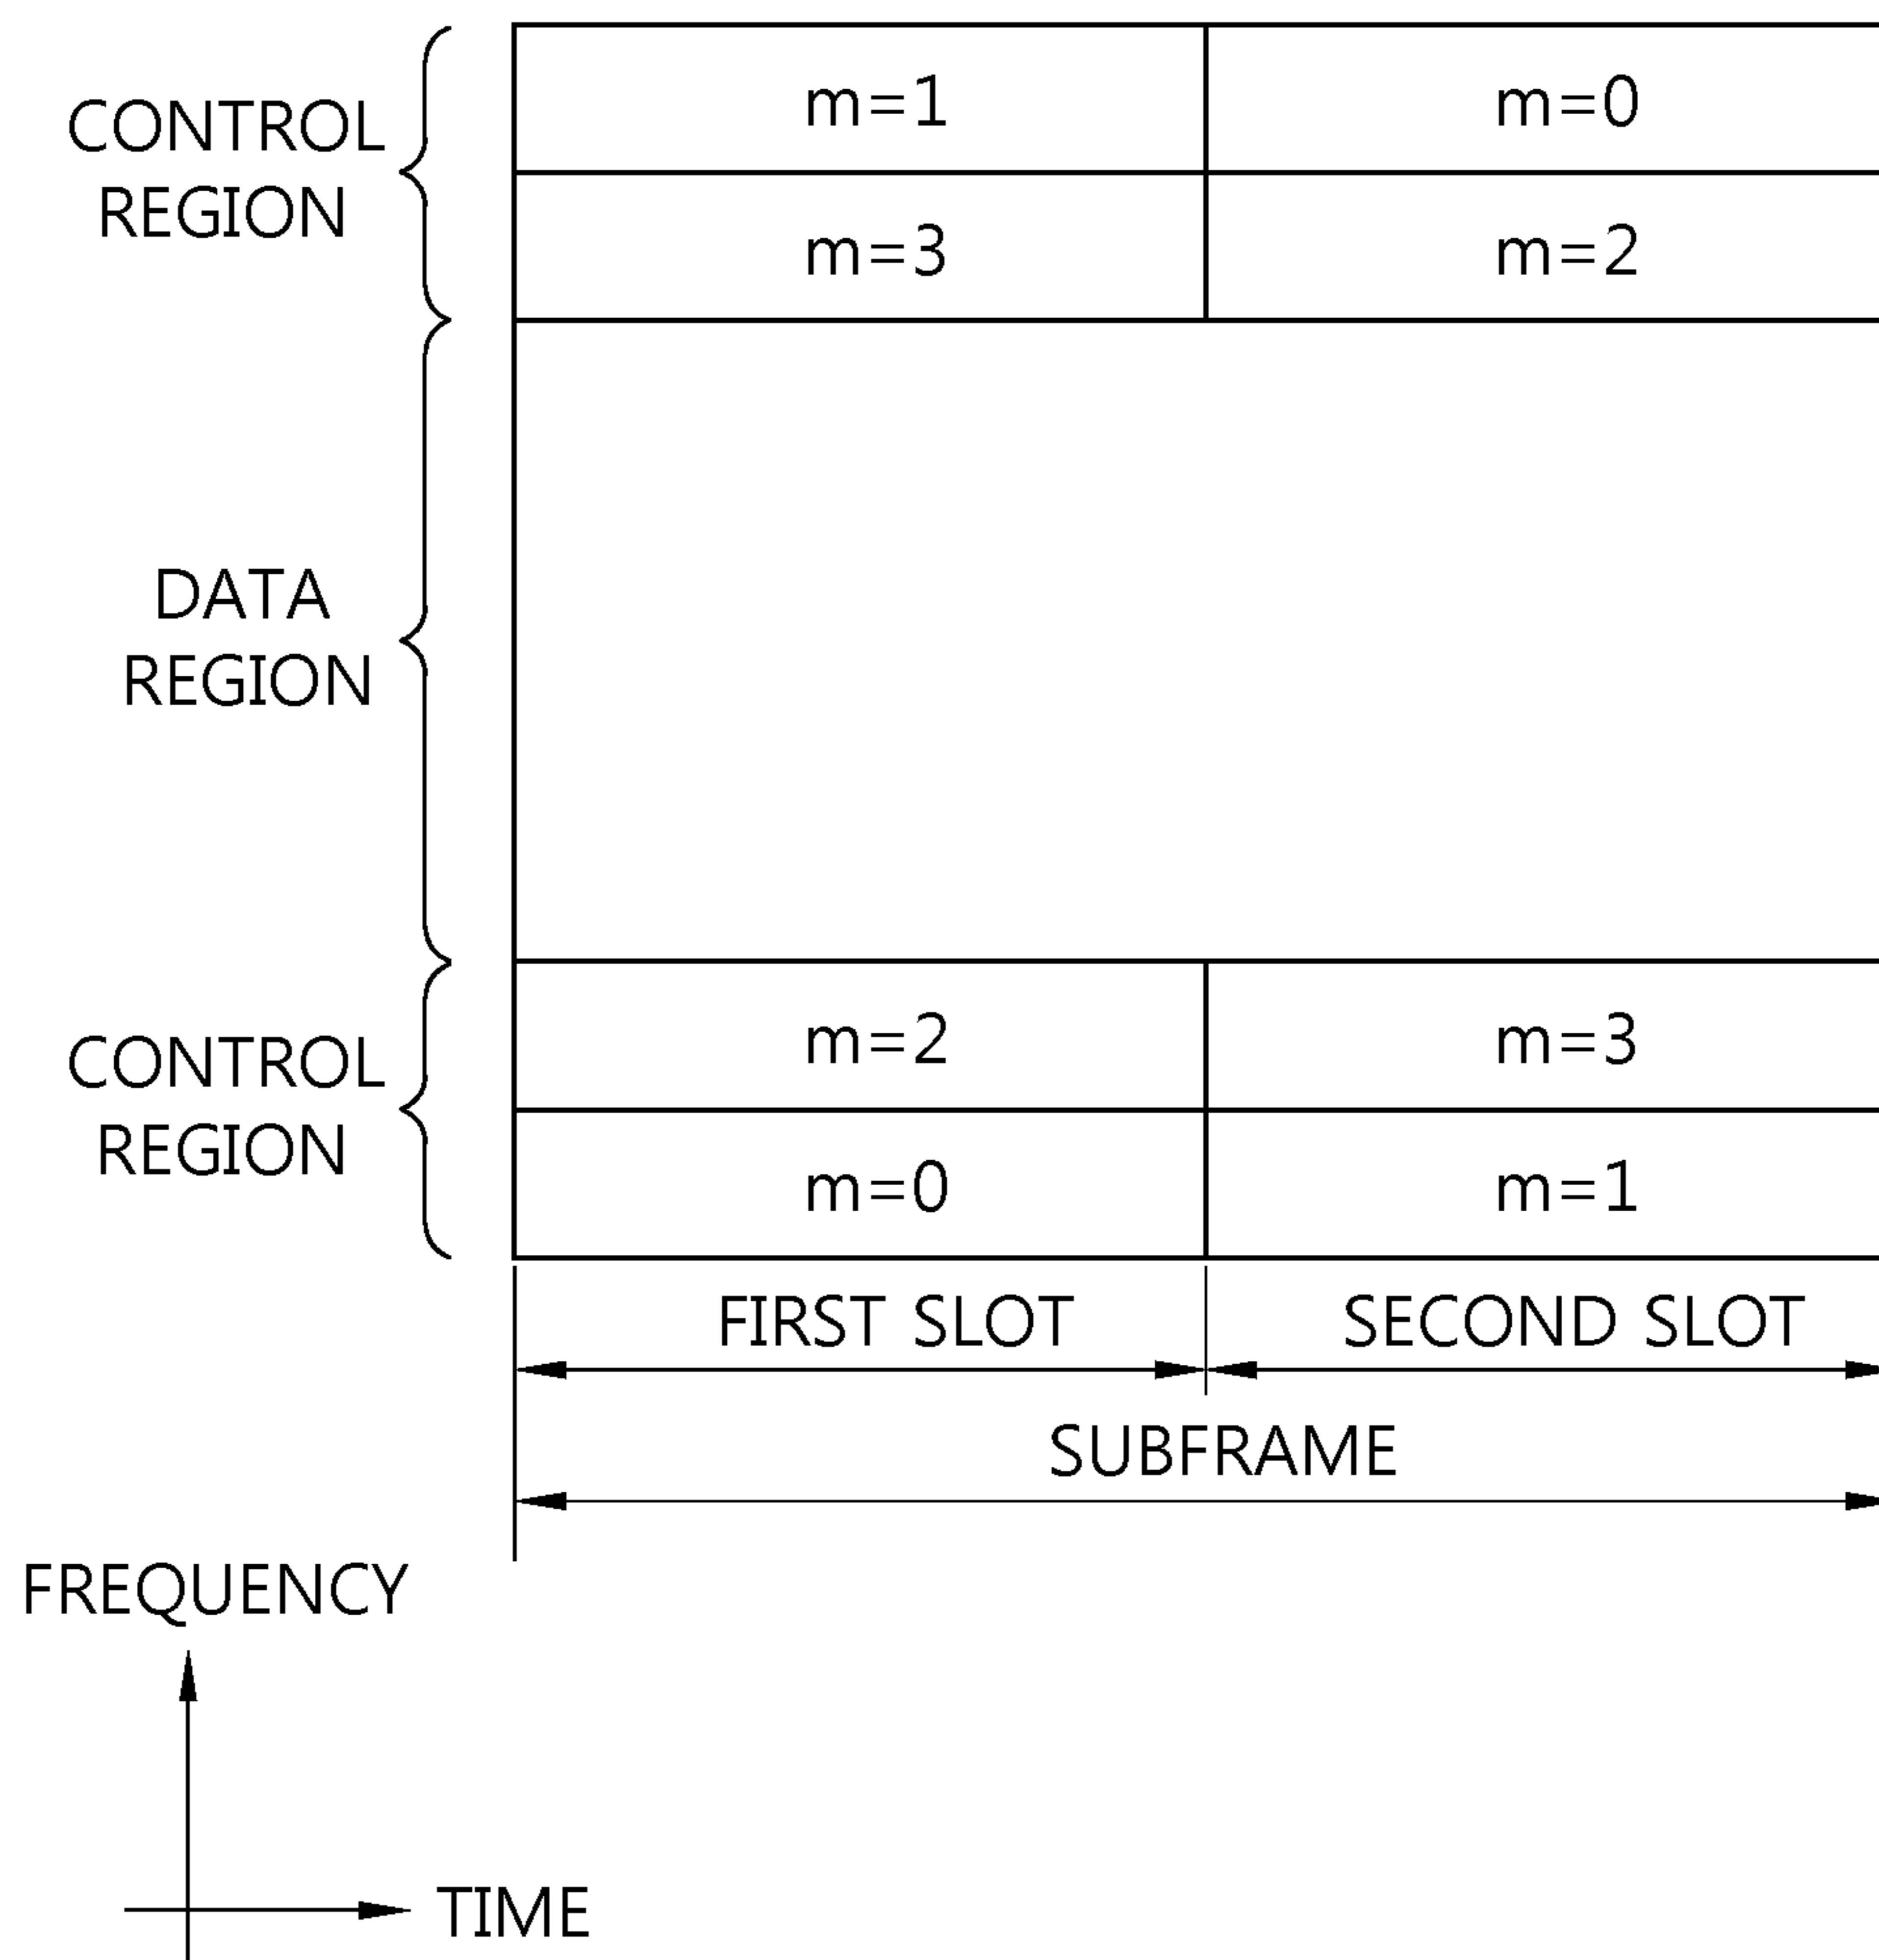 m=1 m=0
CONTROL
REGION
m=3 m=2
DATA
REGION
m=2 m=3
CONTROL
REGION
m=0 m=1
FIRST SLOT SECOND SLOT
SUBFRAME
FREQUENCY
TIME